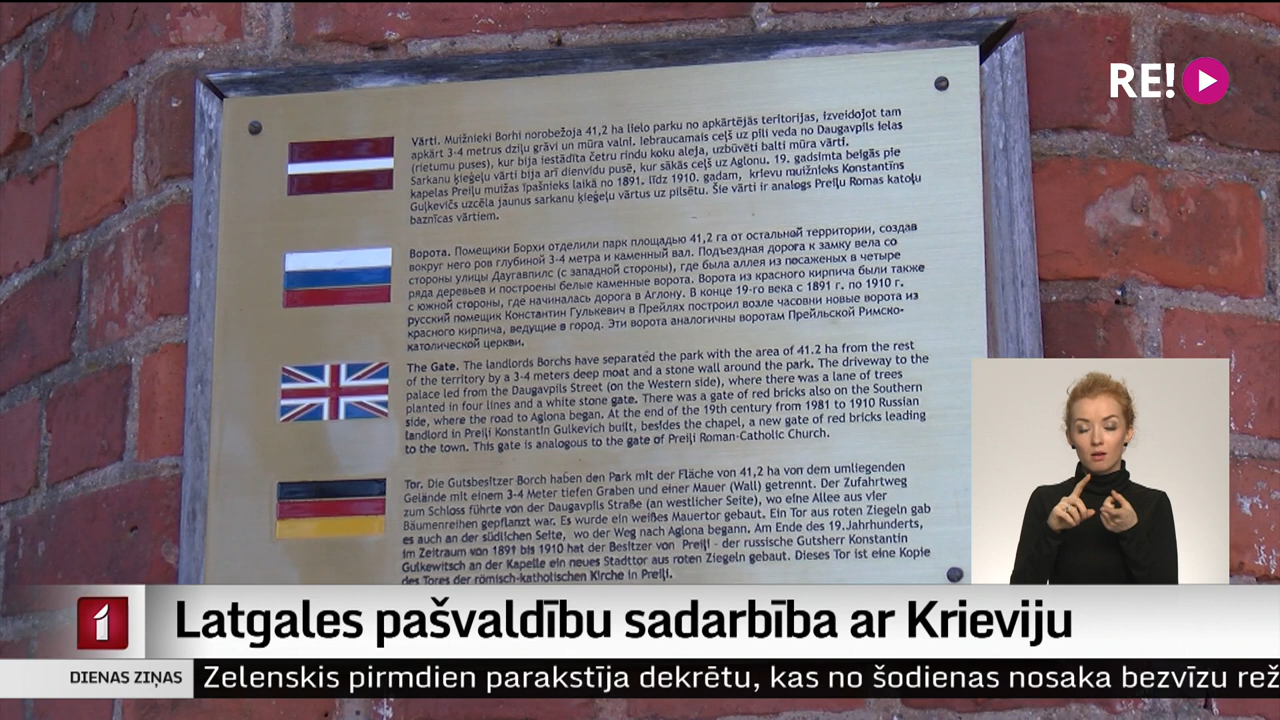 RE!
Vārti. Muižnieki Borhi norobežoja 41,2 ha lielo parku no apkārtējās teritorijas, izveidojot tam
apkārt 3-4 metrus dziļu grāvi un mūra valni. Iebraucamais ceļš uz pili veda no Daugavpils ielas
(rietumu puses), kur bija iestādīta četru rindu koku aleja, uzbūvēti balti mūra vārti.
Sarkanu ķieģeļu vārti bija arī dienvidu pusē, kur sākās ceļš uz Aglonu. 19. gadsimta beigās pie
kapelas Preiļu muižas īpašnieks laikā no 1891. līdz 1910. gadam, krievu muižnieks Konstantīns
Guļkevičs uzcēla jaunus sarkanu ķieģeļu vārtus uz pilsētu. Šie vārti ir analogs Preiļu Romas katoļu
baznīcas vārtiem.
Ворота. Помещики Борхи отделили парк площадью 41,2 га от остальной территории, создав
вокруг него ров глубиной 3-4 метра и каменный вал. Подъездная дорога к замку вела со
стороны улицы Даугавпилс (с западной стороны), где была аллея из посаженых в четыре
ряда деревьев и построены белые каменные ворота. Ворота из красного кирпича были также
с южной стороны, где начиналась дорога в Аглону. В конце 19-го века с 1891 г. по 1910 г.
русский помещик Константин Гулькевич в Прейлях построил возле часовни новые ворота из
красного кирпича, ведущие в город. Эти ворота аналогичны воротам Прейльской Римско-
католической церкви.
The Gate. The landlords Borchs have separated the park with the area of 41.2 ha from the rest
of the territory by a 3-4 meters deep moat and a stone wall around the park. The driveway to the
palace led from the Daugavpils Street (on the Western side), where there was a lane of trees
planted in four lines and a white stone gate. There was a gate of red bricks also on the Southern
side, where the road to Aglona began. At the end of the 19th century from 1981 to 1910 Russian
landlord in Preiļi Konstantin Gulkevich built, besides the chapel, a new gate of red bricks leading
to the town. This gate is analogous to the gate of Preiļi Roman-Catholic Church.
Tor. Die Gutsbesitzer Borch haben den Park mit der Fläche von 41,2 ha von dem umliegenden
Gelände mit einem 3-4 Meter tiefen Graben und einer Mauer (Wall) getrennt. Der Zufahrtweg
zum Schloss führte von der Daugavpils Straße (an westlicher Seite), wo eine Allee aus vier
Bäumenreihen gepflanzt war. Es wurde ein weißes Mauertor gebaut. Ein Tor aus roten Ziegeln gab
es auch an der südlichen Seite, wo der Weg nach Aglona begann. Am Ende des 19.Jahrhunderts,
im Zeitraum von 1891 bis 1910 hat der Besitzer von Preiļi - der russische Gutsherr Konstantin
Gulkewitsch an der Kapelle ein neues Stadttor aus roten Ziegeln gebaut. Dieses Tor ist eine Kopie
des Tores der römisch-katholischen Kirche in Preiļi.
1
Latgales pašvaldību sadarbība ar Krieviju
DIENAS ZIŅAS
Zelenskis pirmdien parakstīja dekrētu, kas no šodienas nosaka bezvīzu rež